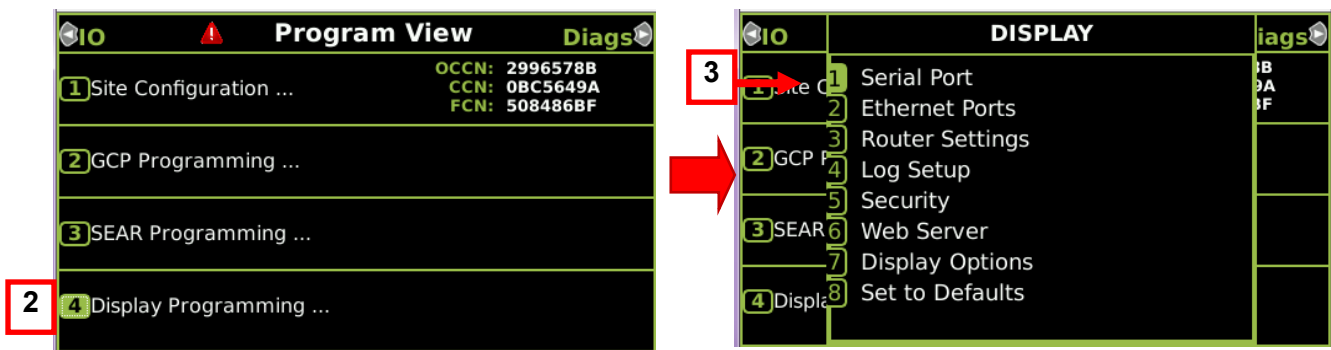 IO Program View Diags
1 Site Configuration ... OCCN: 2996578B
CCN: 0BC5649A
FCN: 508486BF
2 GCP Programming ...
3 SEAR Programming ...
2
4 Display Programming ...
IO DISPLAY iags
3
1 Site C
1 Serial Port
2 Ethernet Ports
3 Router Settings
2 GCP
4 Log Setup
5 Security
3 SEAR
6 Web Server
7 Display Options
4 Displa
8 Set to Defaults
8B
9A
BF